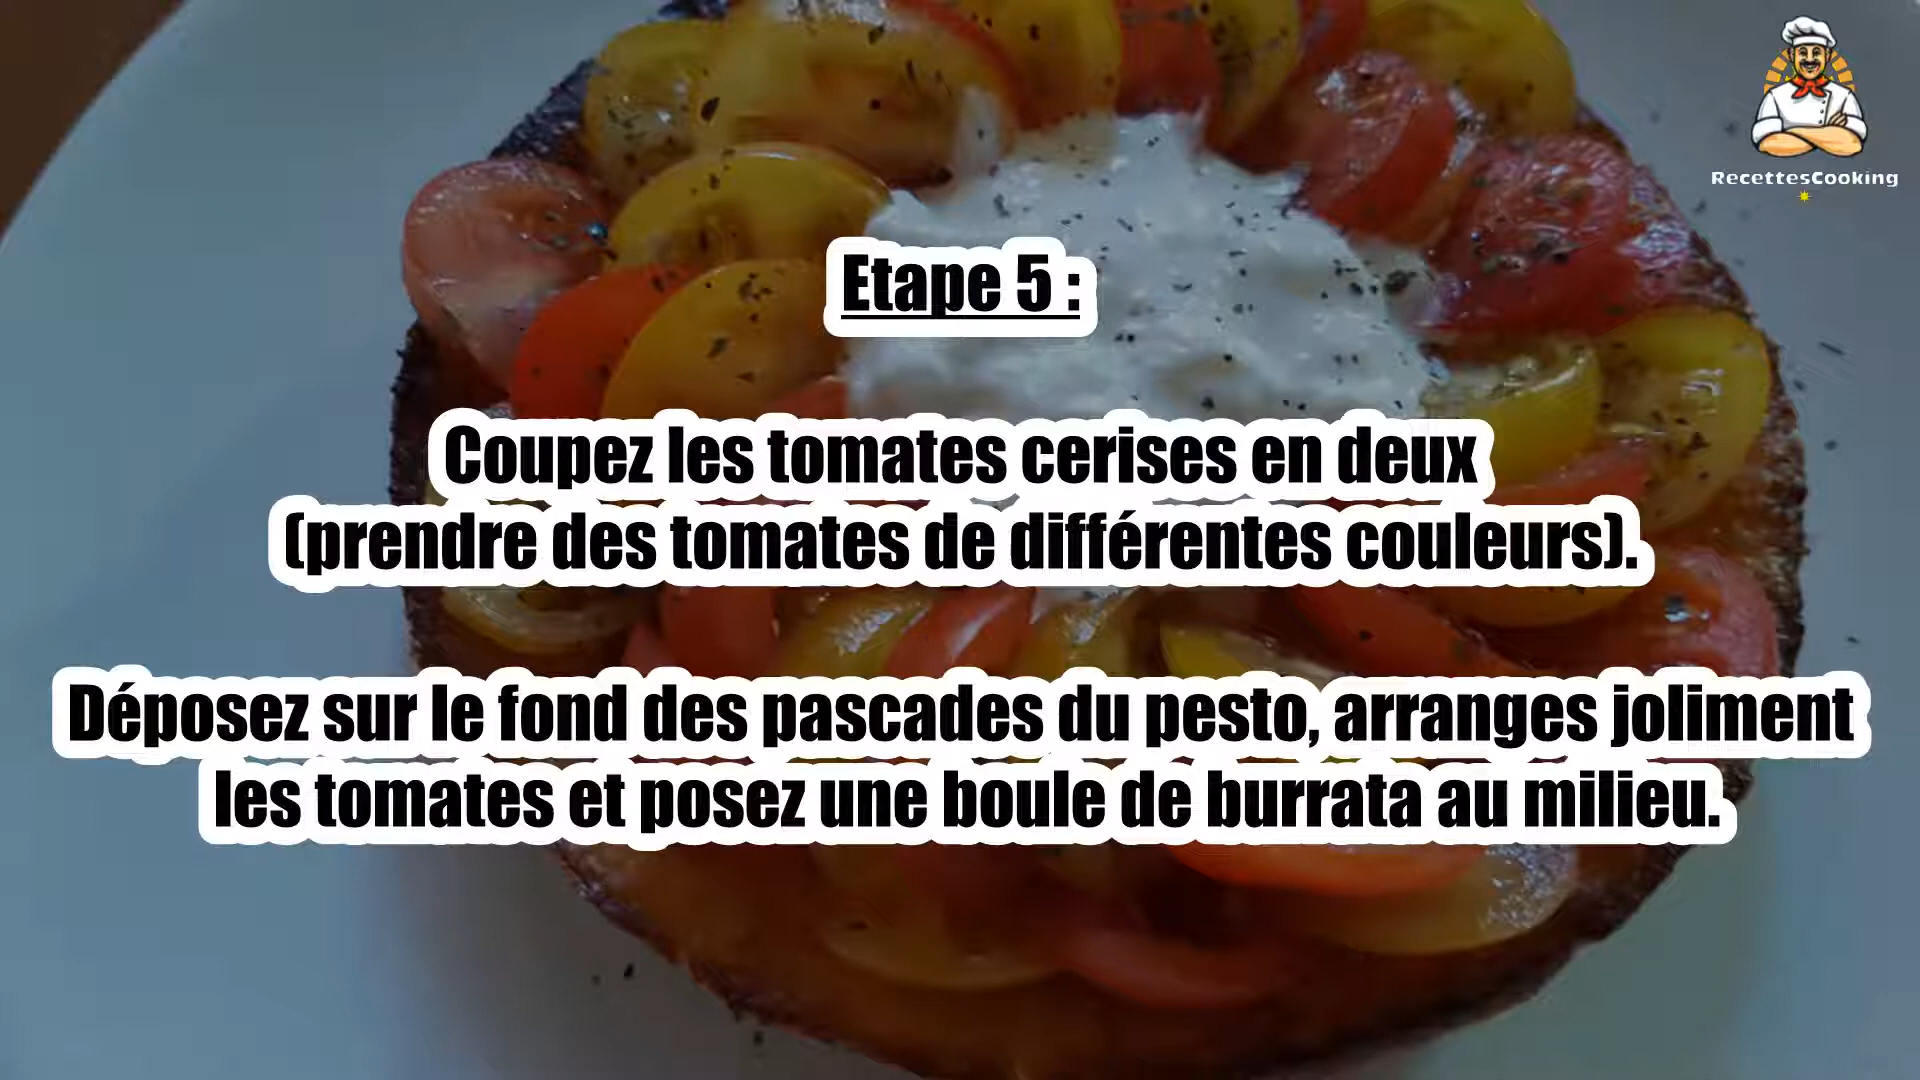 RecettesCooking
Etape 5 :
Coupez les tomates cerises en deux
(prendre des tomates de différentes couleurs).
Déposez sur le fond des pascades du pesto, arranges joliment
les tomates et posez une boule de burrata au milieu.